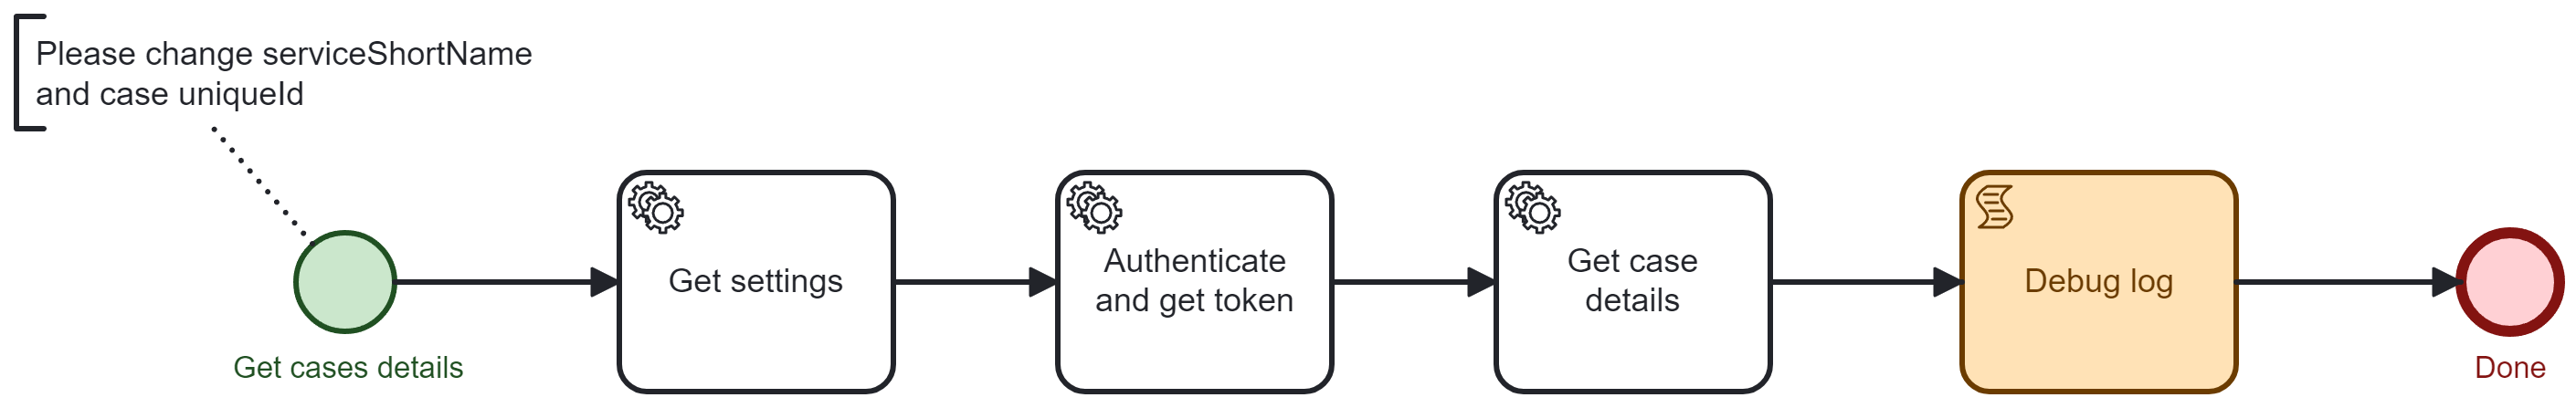 Please change serviceShortName
and case uniqueId
Get cases details
Get settings
Authenticate
and get token
Get case
details
Debug log
Done